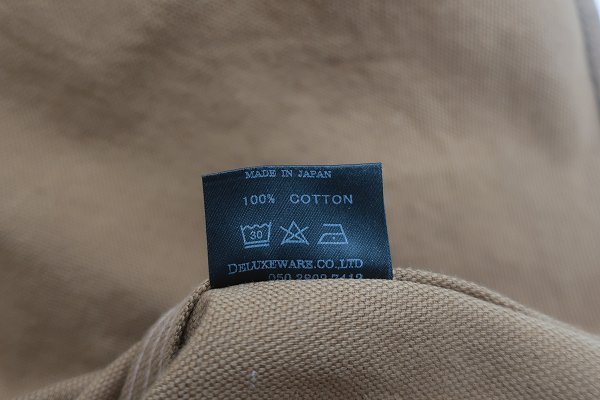 MADE IN JAPAN
100% COTTON
30
DELUXEWARE.CO.,LTD